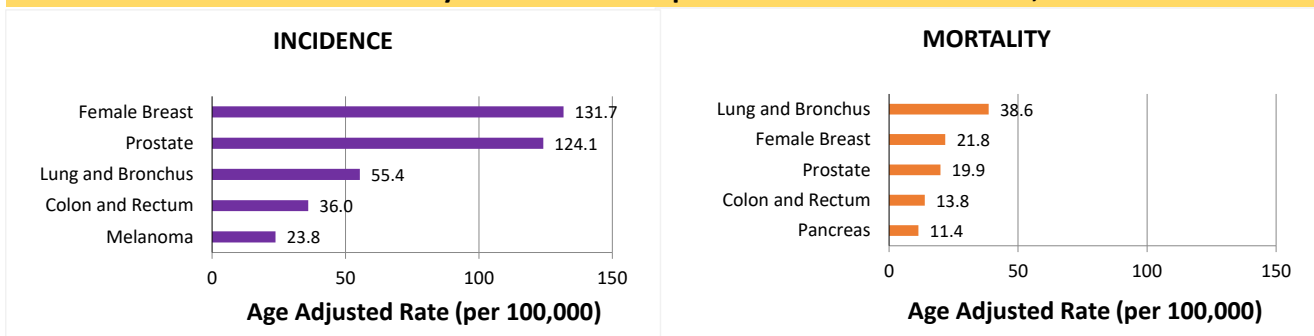 INCIDENCE
Female Breast 131.7
Prostate 124.1
Lung and Bronchus 55.4
Colon and Rectum 36.0
Melanoma 23.8
0 50 100 150
Age Adjusted Rate (per 100,000)
MORTALITY
Lung and Bronchus 38.6
Female Breast 21.8
Prostate 19.9
Colon and Rectum 13.8
Pancreas 11.4
0 50 100 150
Age Adjusted Rate (per 100,000)